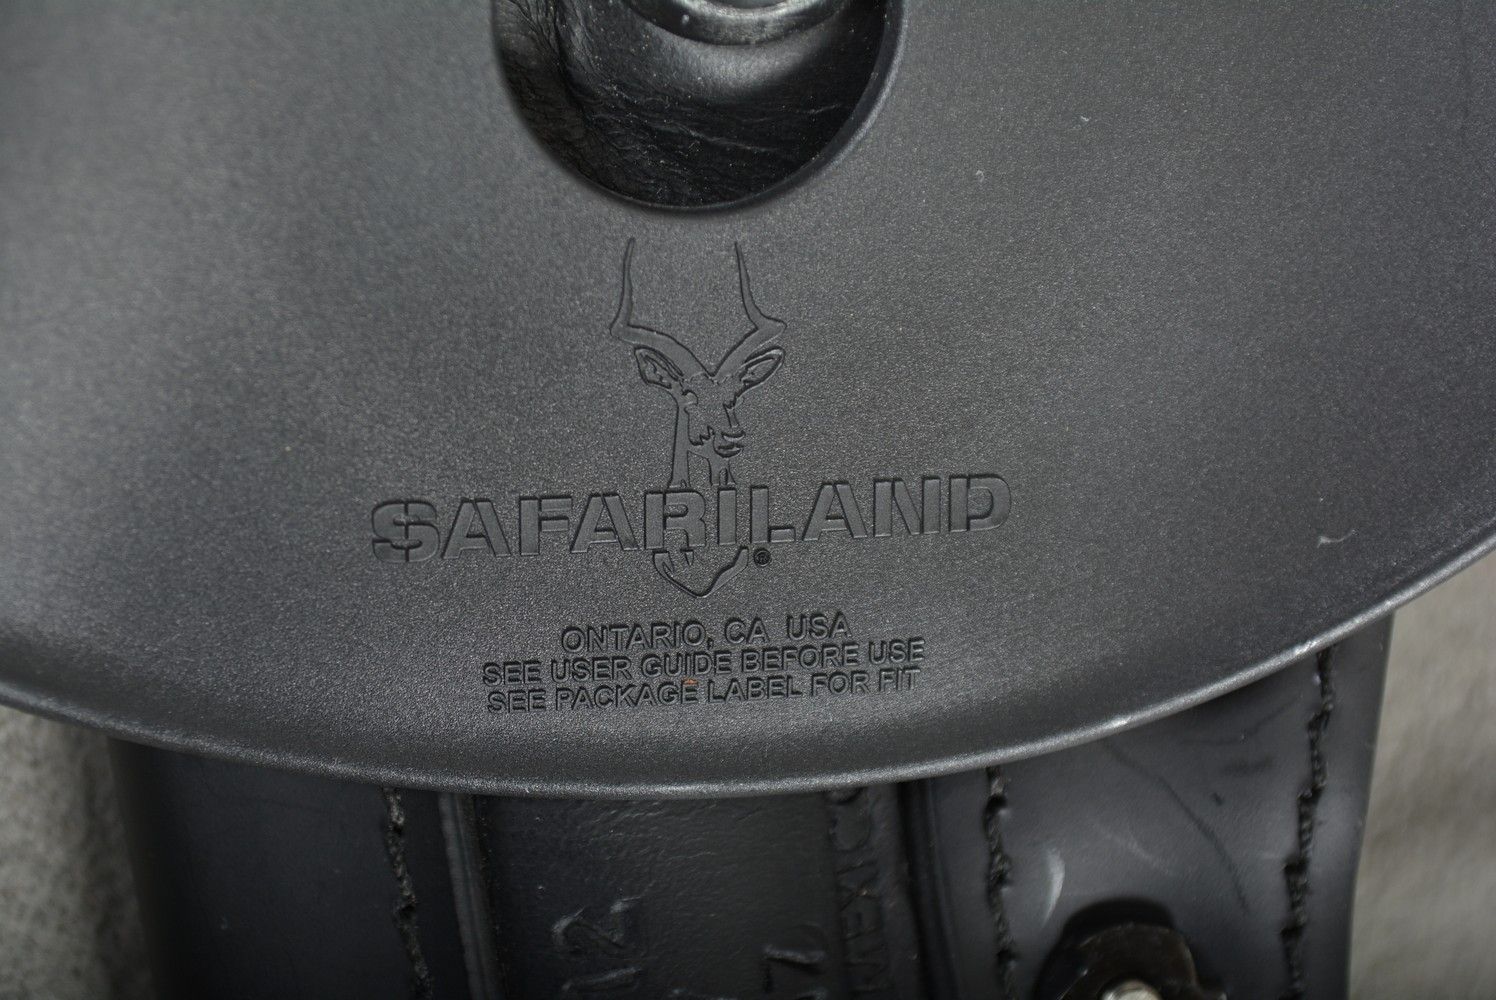 SAFARILAND®
ONTARIO, CA USA
SEE USER GUIDE BEFORE USE
SEE PACKAGE LABEL FOR FIT